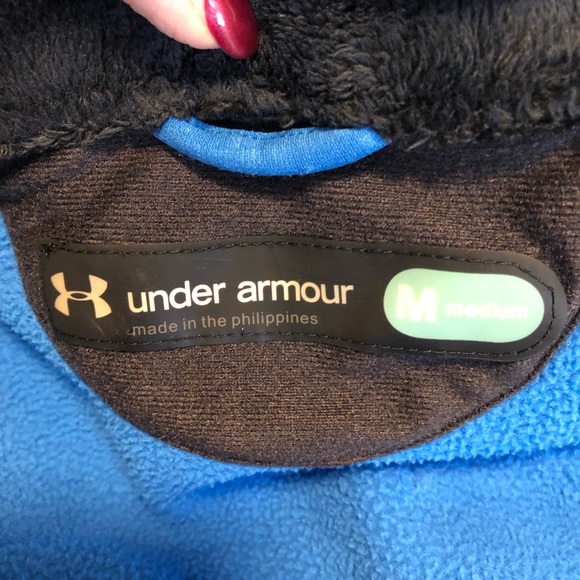 under armour
made in the philippines
M medium